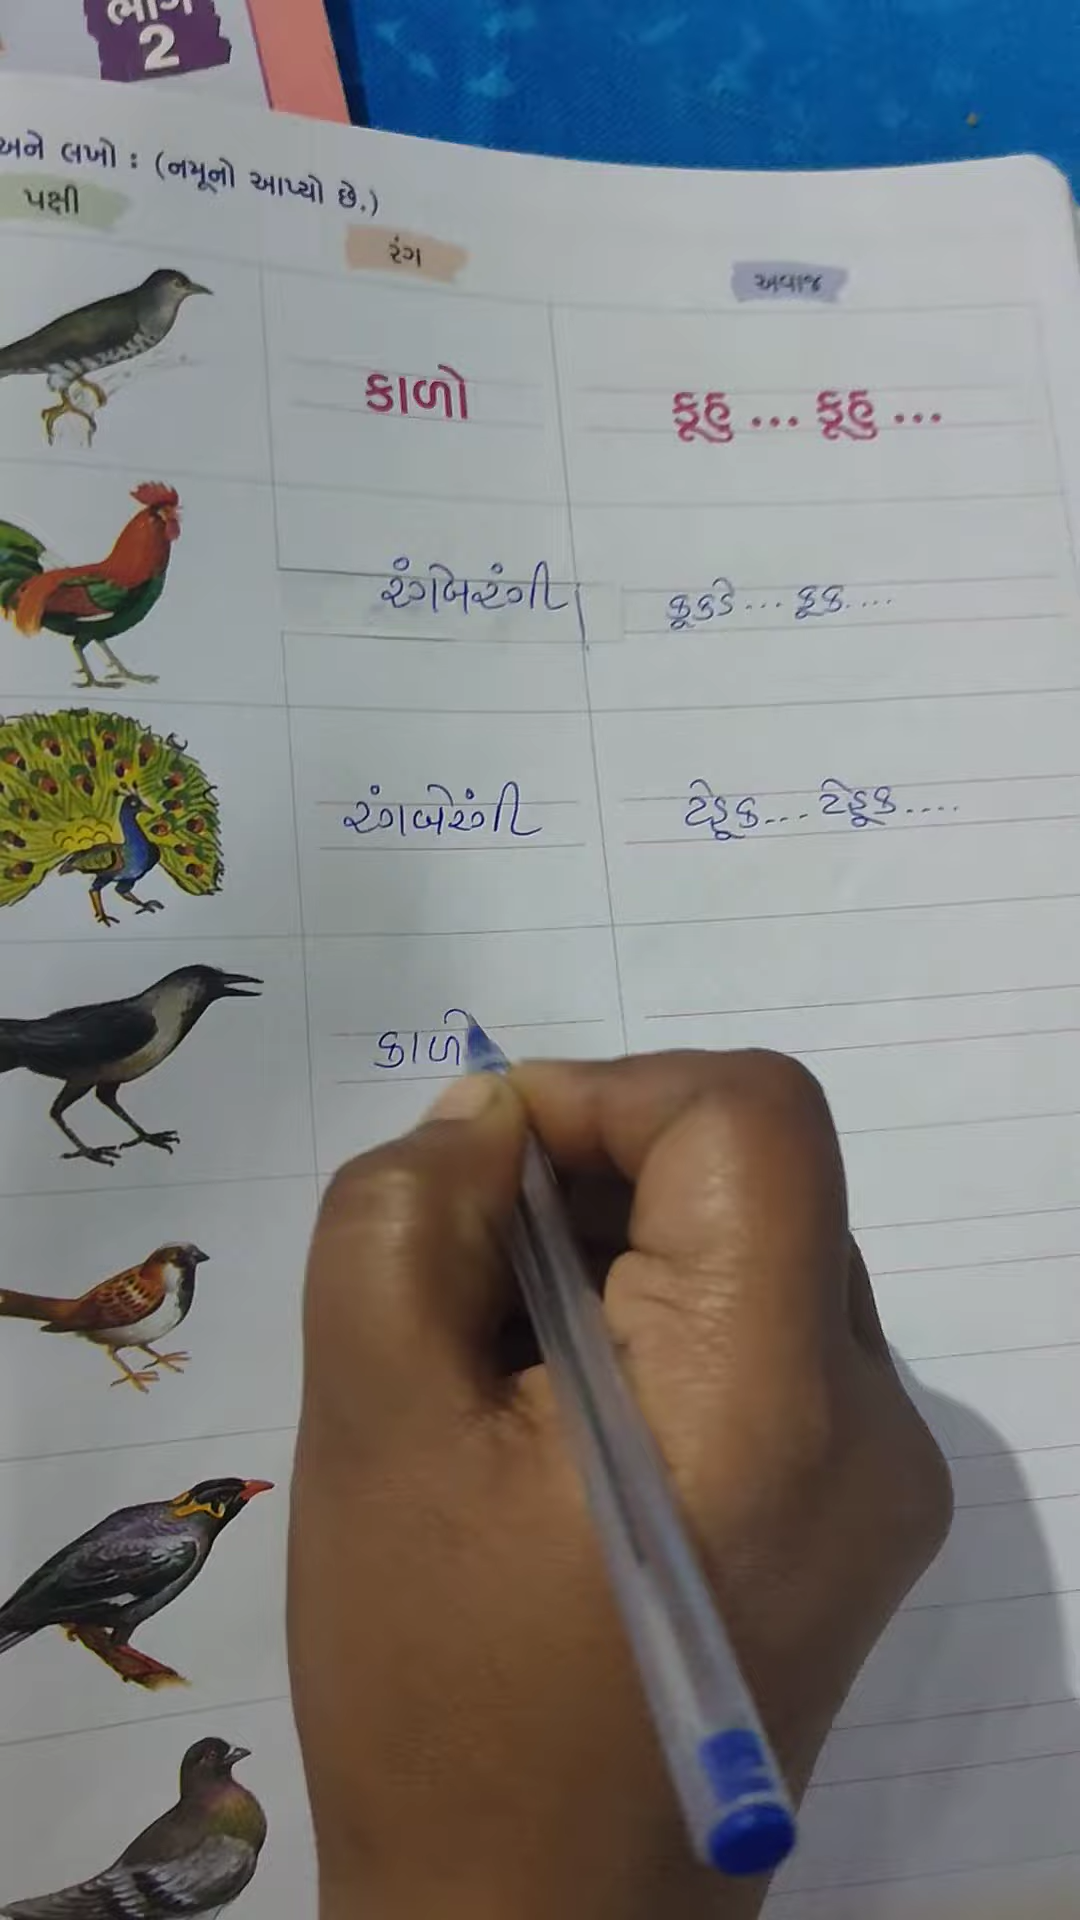 ભાગ
2
અને લખો : (નમૂનો આપ્યો છે.)
પક્ષી
રંગ
અવાજ
કાળો
કૂહુ ... કૂહુ ...
રંગબેરંગી
કૂકડે... કૂક....
રંગબેરંગી
ટેહૂક... ટેહૂક....
કાળ